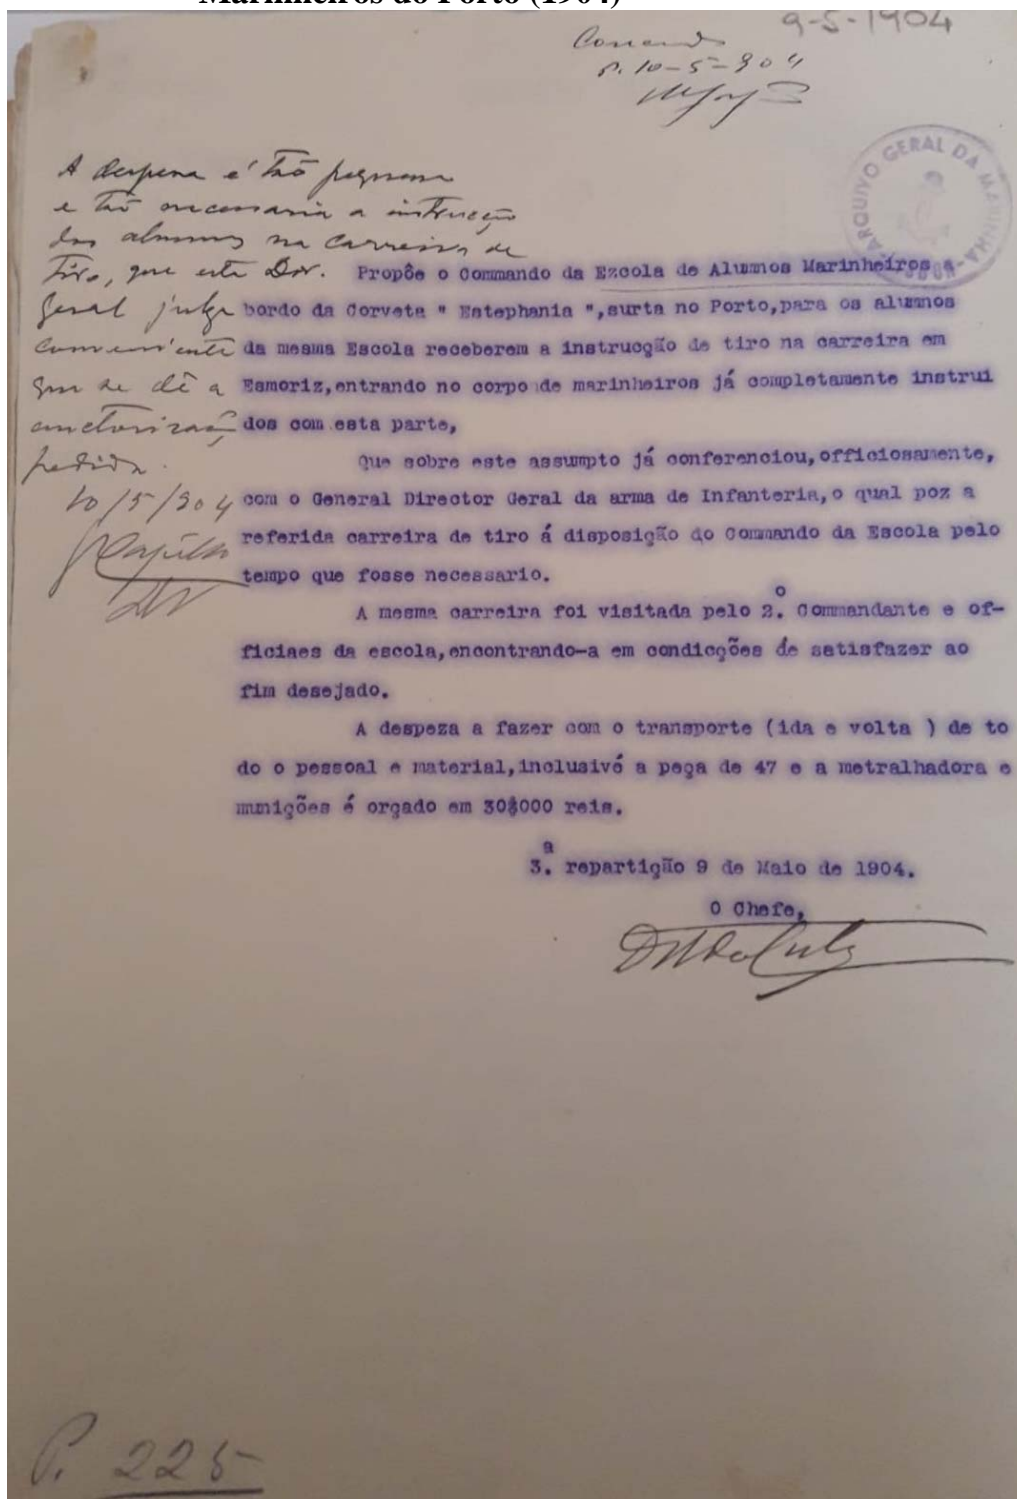 Marinheiros do Porto (1904)
9-5-1904
P. 10-5-904
ARQUIVO GERAL DA MARINHA
A despeza é tão pequena
e tão necessaria a instrucção
dos alumnos na carreira de
tiro, que esta Dir.
Geral julga
conveniente
que se dê a
auctorização
pedida.
10/5/904
Propõe o Commando da Escola de Alumnos Marinheiros a
bordo da Corveta " Estephania ",surta no Porto,para os alumnos
da mesma Escola receberem a instrucção de tiro na carreira em
Esmoriz,entrando no corpo de marinheiros já completamente instrui
dos com esta parte,
Que sobre este assumpto já conferenciou,officiosamente,
com o General Director Geral da arma de Infanteria,o qual poz a
referida carreira de tiro á disposição do Commando da Escola pelo
tempo que fosse necessario.
A mesma carreira foi visitada pelo 2.º Commandante e of-
ficiaes da escola,encontrando-a em condicções de satisfazer ao
fim desejado.
A despeza a fazer com o transporte (ida e volta ) de to
do o pessoal e material,inclusivé a peça de 47 e a metralhadora e
munições é orçado em 30$000 reis.
3.ª repartição 9 de Maio de 1904.
O Chefe,
P. 225